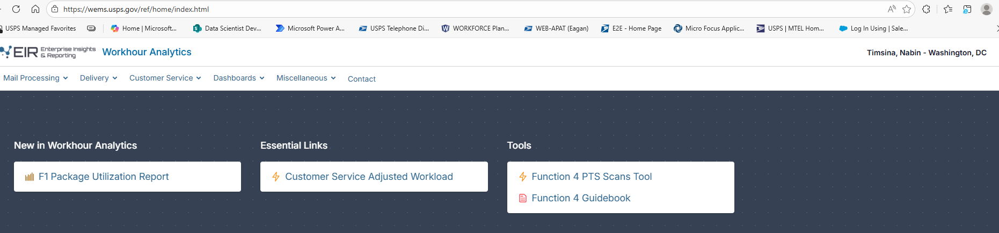 https://wems.usps.gov/ref/home/index.html
USPS Managed Favorites
Home | Microsoft...
Data Scientist Dev...
Microsoft Power A...
USPS Telephone Di...
WORKFORCE Plan...
WEB-APAT (Eagan)
E2E - Home Page
Micro Focus Applic...
USPS | MTEL Hom...
Log In Using | Sale...
EIR Enterprise Insights
& Reporting
Workhour Analytics
Timsina, Nabin - Washington, DC
Mail Processing
Delivery
Customer Service
Dashboards
Miscellaneous
Contact
New in Workhour Analytics
F1 Package Utilization Report
Essential Links
Customer Service Adjusted Workload
Tools
Function 4 PTS Scans Tool
Function 4 Guidebook